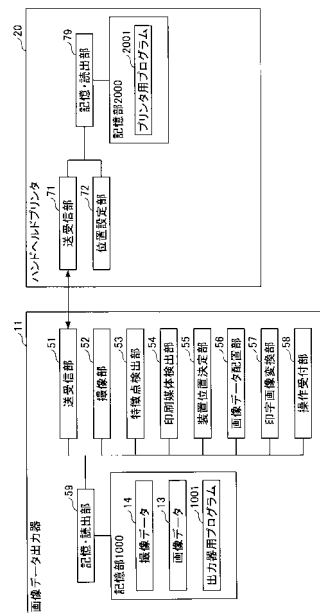 画像データ出力器
11
送受信部
51
撮像部
52
特徴点検出部
53
印刷媒体検出部
54
装置位置決定部
55
画像データ配置部
56
印字画像変換部
57
操作受付部
58
記憶・読出部
59
記憶部1000
撮像データ
14
画像データ
13
出力器用プログラム
1001
ハンドヘルドプリンタ
20
送受信部
71
位置設定部
72
記憶・読出部
79
記憶部2000
プリンタ用プログラム
2001